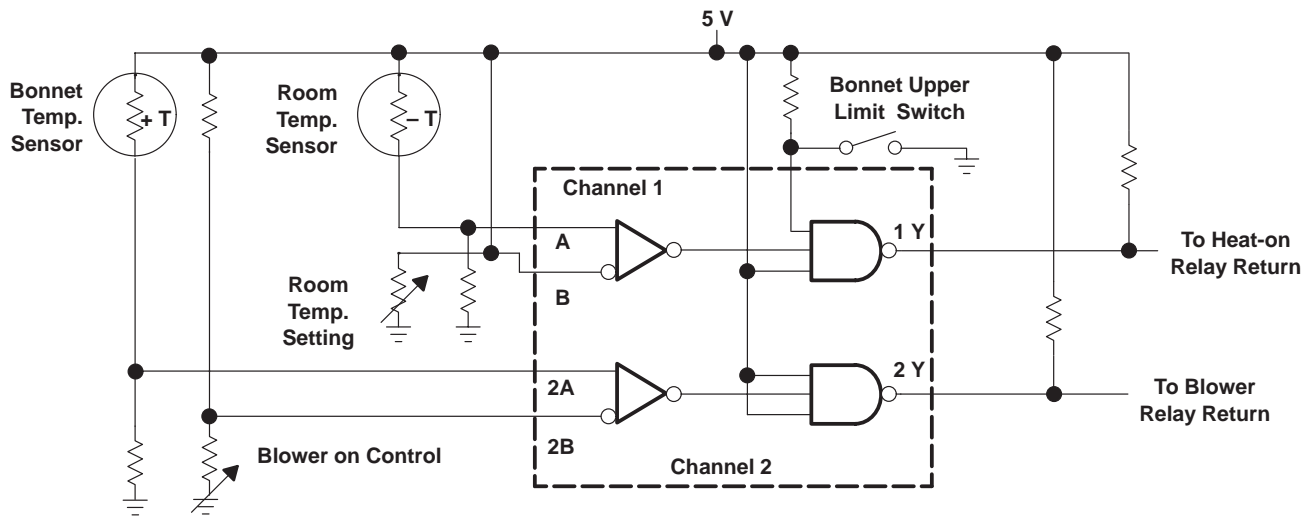 5 V
Bonnet
Temp.
Sensor
+ T
Room
Temp.
Sensor
– T
Bonnet Upper
Limit Switch
Channel 1
A
B
1 Y
To Heat-on
Relay Return
Room
Temp.
Setting
2A
2B
2 Y
To Blower
Relay Return
Blower on Control
Channel 2